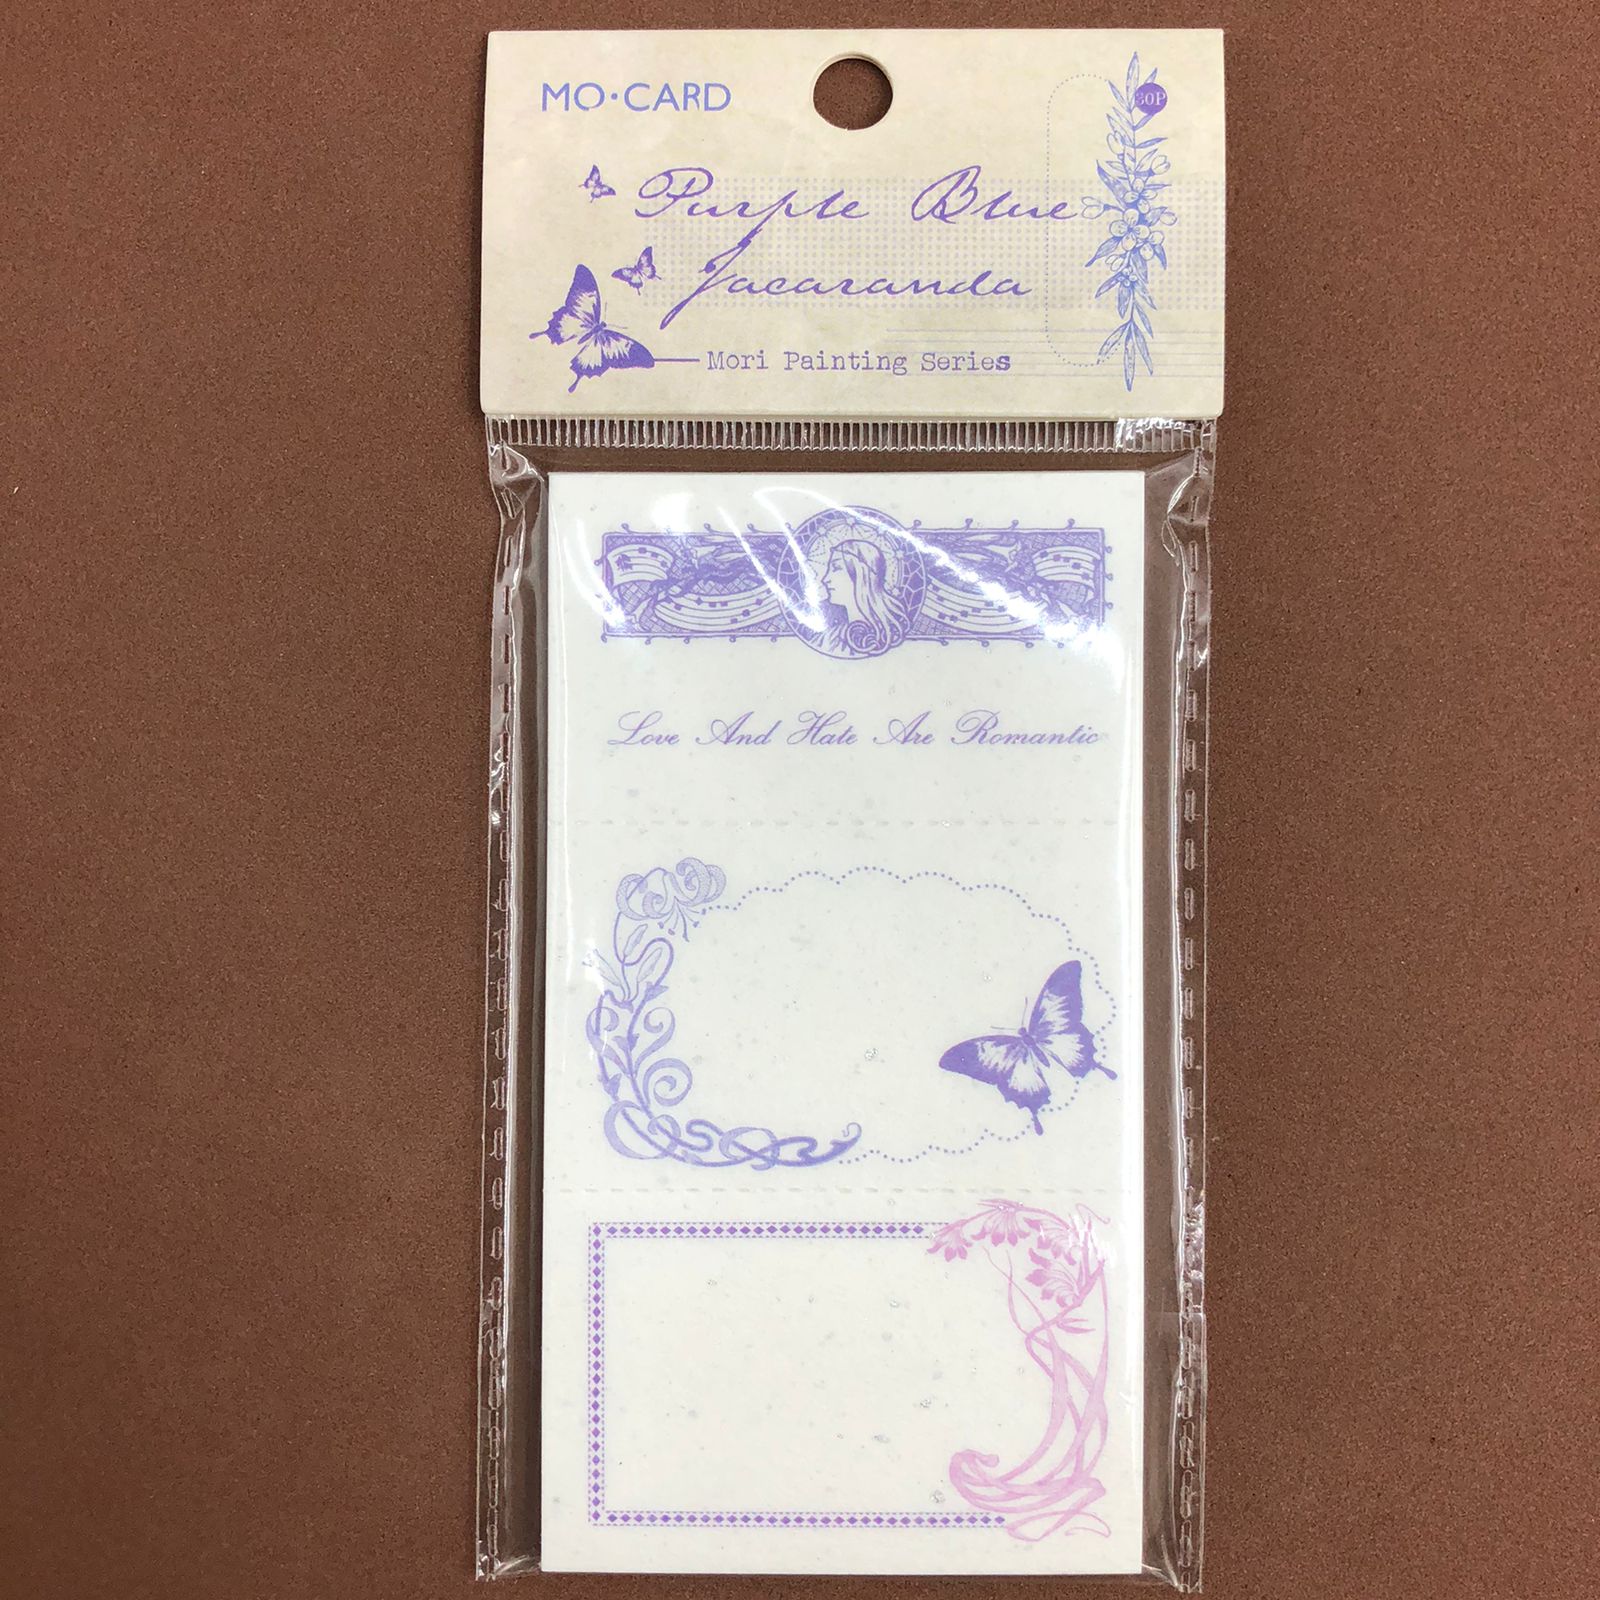 MO·CARD
30P
Purple Blue
Jacaranda
Mori Painting Series
Love And Hate Are Romantic